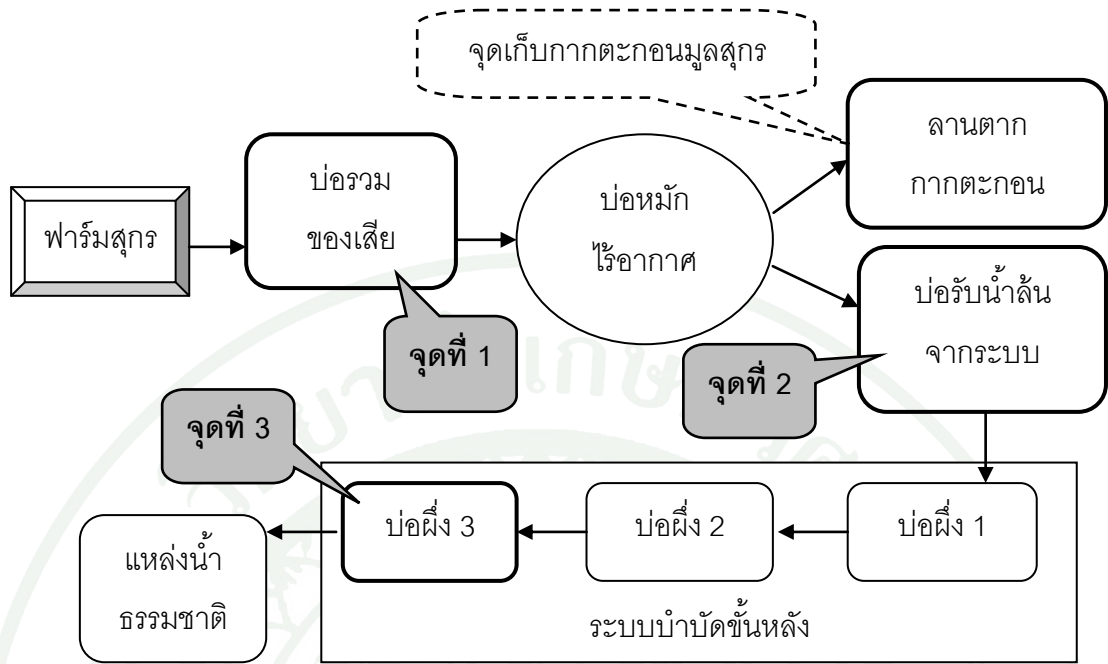 จุดเก็บกากตะกอนมูลสุกร
ฟาร์มสุกร
บ่อรวม
ของเสีย
บ่อหมัก
ไร้อากาศ
ลานตาก
กากตะกอน
บ่อรับน้ำล้น
จากระบบ
จุดที่ 1
จุดที่ 2
จุดที่ 3
บ่อผึ่ง 1
บ่อผึ่ง 2
บ่อผึ่ง 3
แหล่งน้ำ
ธรรมชาติ
ระบบบำบัดขั้นหลัง